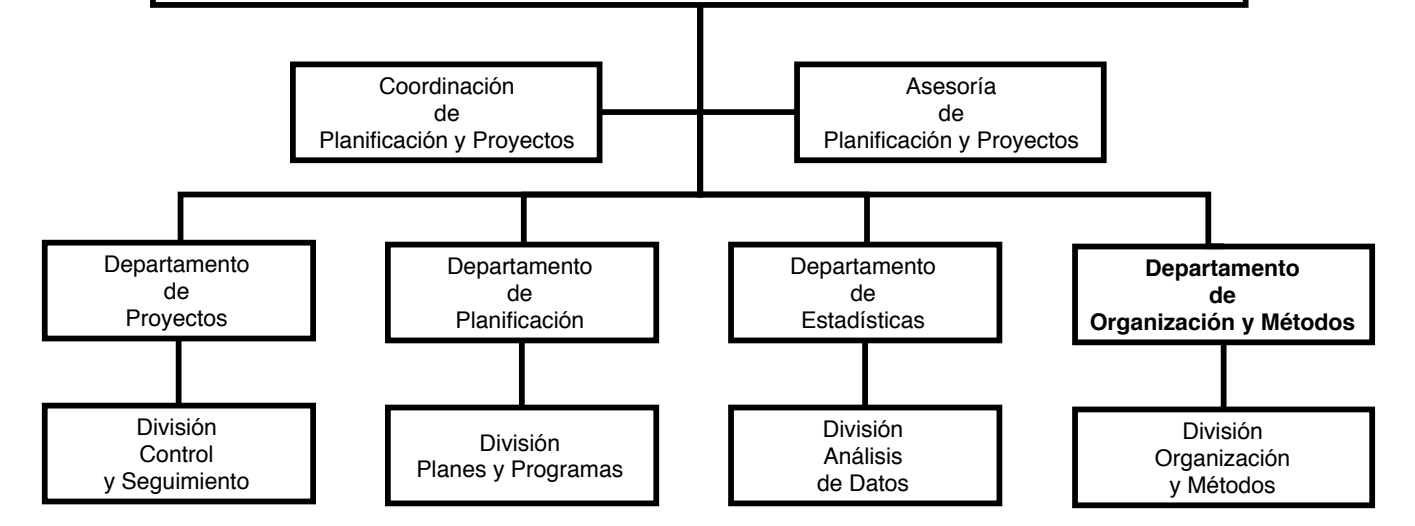 Coordinación
de
Planificación y Proyectos
Asesoría
de
Planificación y Proyectos
Departamento
de
Proyectos
Departamento
de
Planificación
Departamento
de
Estadísticas
Departamento
de
Organización y Métodos
División
Control
y Seguimiento
División
Planes y Programas
División
Análisis
de Datos
División
Organización
y Métodos